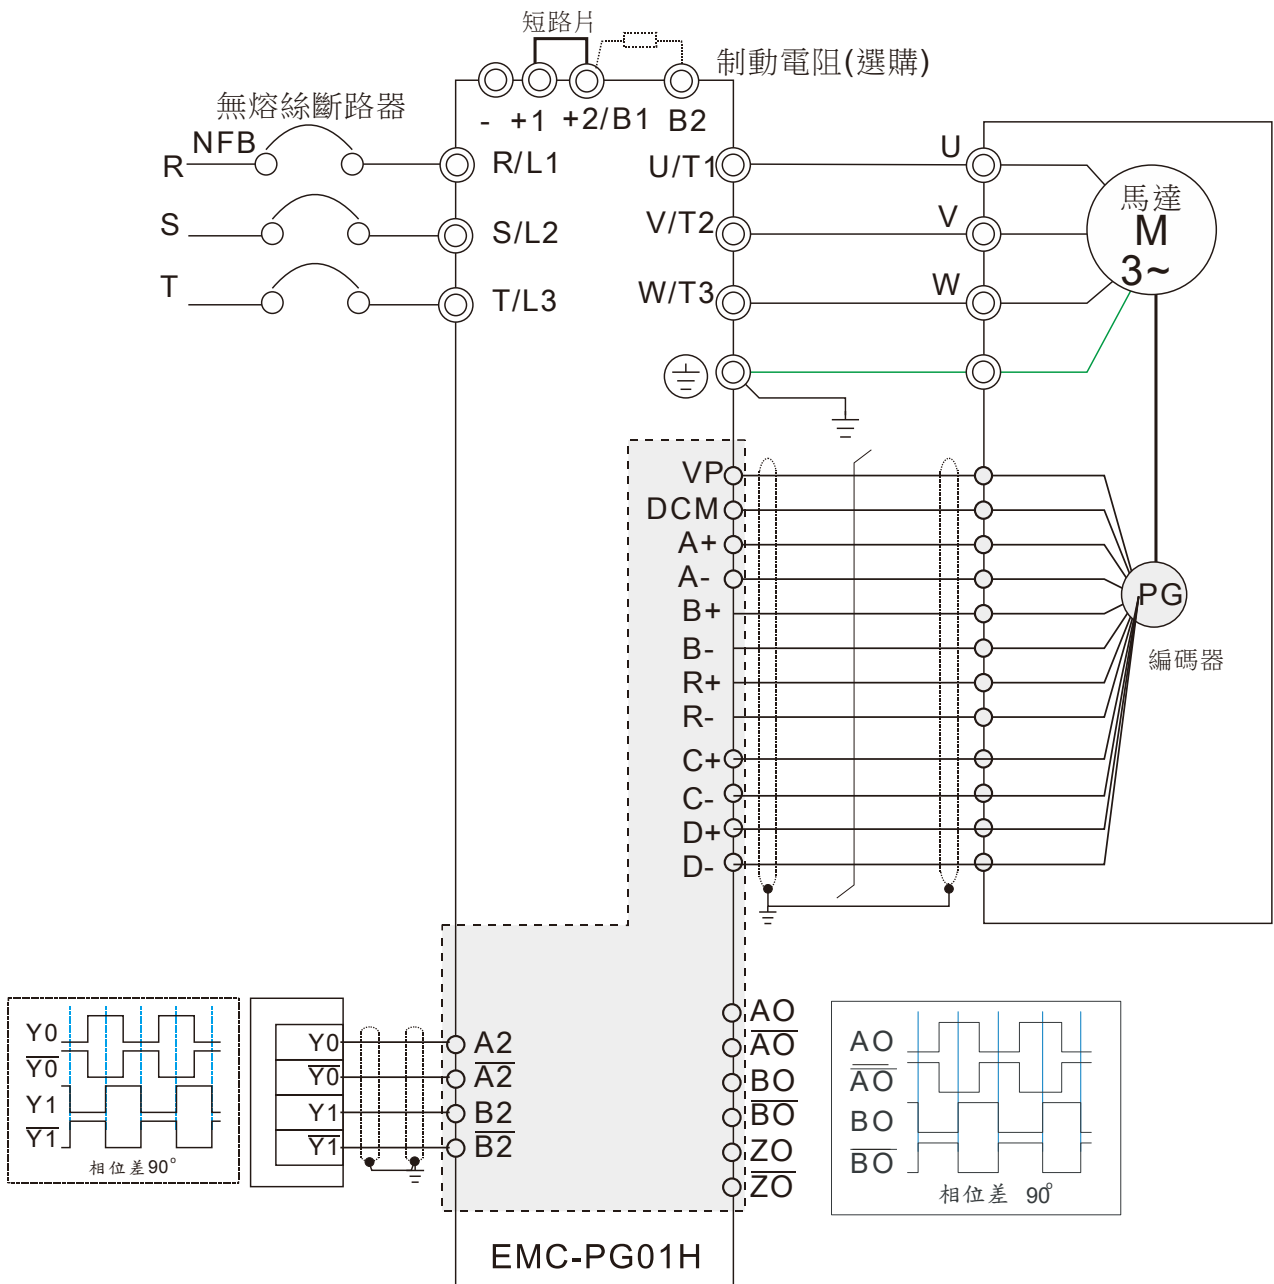 短路片
制動電阻(選購)
無熔絲斷路器
- +1 +2/B1 B2
NFB
R
R/L1
U/T1
U
S
S/L2
V/T2
V
T
T/L3
W/T3
W
馬達
M
3~
VP
DCM
A+
A-
B+
B-
R+
R-
C+
C-
D+
D-
PG
編碼器
Y0
Y0
Y1
Y1
相位差90°
Y0
Y0
Y1
Y1
A2
A2
B2
B2
AO
AO
BO
BO
ZO
ZO
AO
AO
BO
BO
相位差 90°
EMC-PG01H